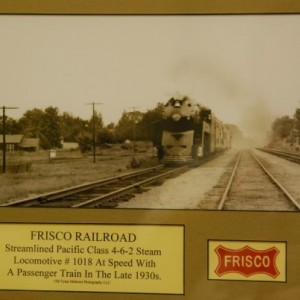 FRISCO RAILROAD
Streamlined Pacific Class 4-6-2 Steam
Locomotive # 1018 At Speed With
A Passenger Train In The Late 1930s.
FRISCO